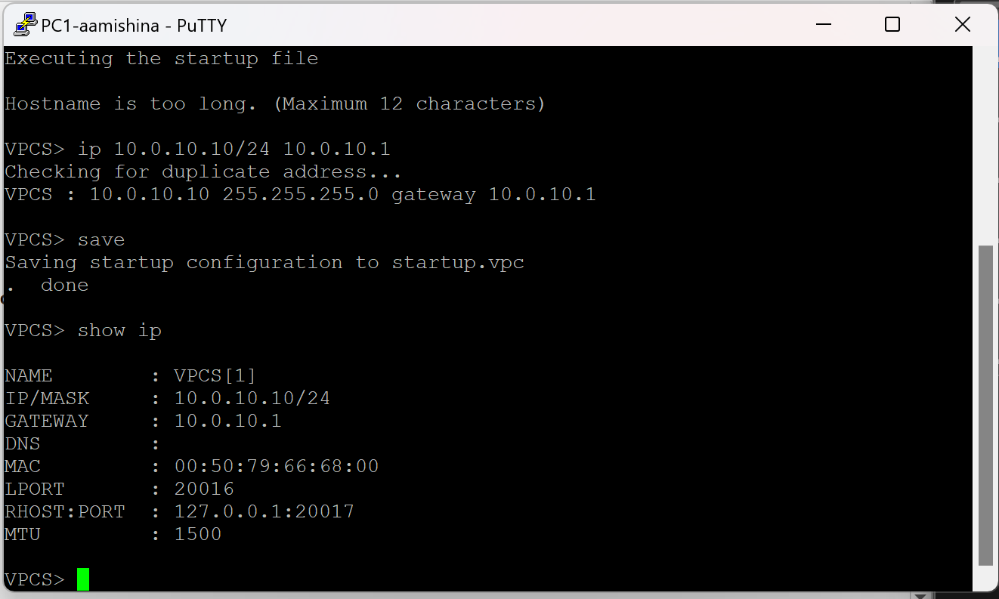 PC1-aamishina - PuTTY
Executing the startup file
Hostname is too long. (Maximum 12 characters)
VPCS> ip 10.0.10.10/24 10.0.10.1
Checking for duplicate address...
VPCS : 10.0.10.10 255.255.255.0 gateway 10.0.10.1
VPCS> save
Saving startup configuration to startup.vpc
.  done
VPCS> show ip
NAME        : VPCS[1]
IP/MASK     : 10.0.10.10/24
GATEWAY     : 10.0.10.1
DNS         :
MAC         : 00:50:79:66:68:00
LPORT       : 20016
RHOST:PORT  : 127.0.0.1:20017
MTU         : 1500
VPCS>